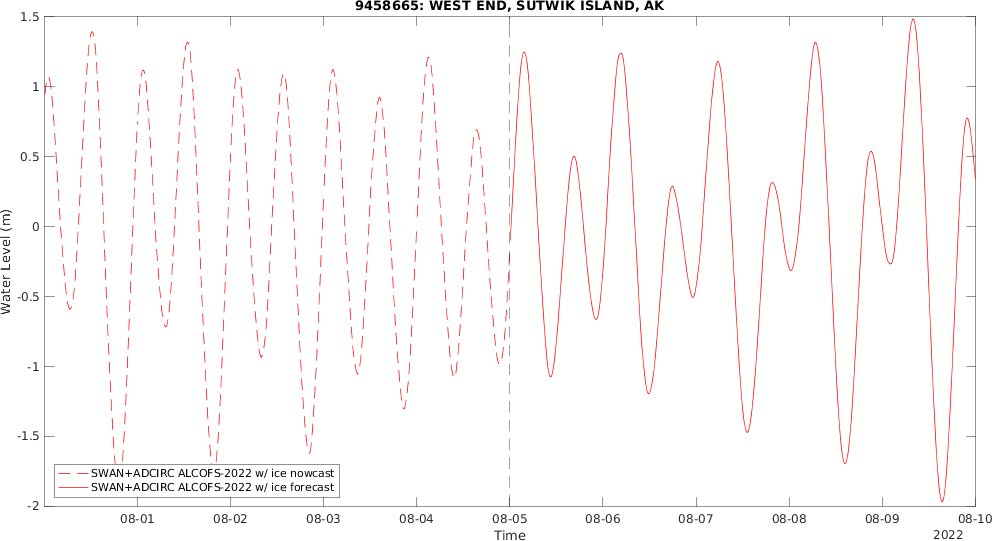 9458665: WEST END, SUTWIK ISLAND, AK
1.5
1
0.5
0
-0.5
-1
-1.5
-2
Water Level (m)
SWAN+ADCIRC ALCOFS-2022 w/ ice nowcast
SWAN+ADCIRC ALCOFS-2022 w/ ice forecast
08-01 08-02 08-03 08-04 08-05 08-06 08-07 08-08 08-09 08-10
Time
2022